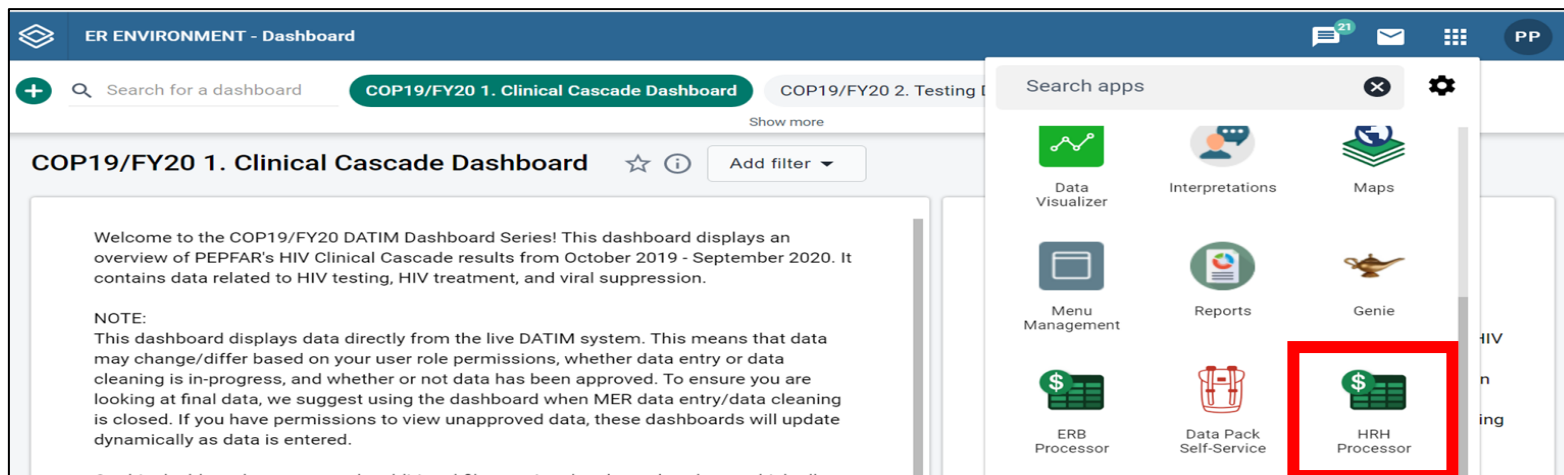 ER ENVIRONMENT - Dashboard
21
PP
Search for a dashboard
COP19/FY20 1. Clinical Cascade Dashboard
COP19/FY20 2. Testing
Show more
Search apps
COP19/FY20 1. Clinical Cascade Dashboard
Add filter
Welcome to the COP19/FY20 DATIM Dashboard Series! This dashboard displays an
overview of PEPFAR's HIV Clinical Cascade results from October 2019 - September 2020. It
contains data related to HIV testing, HIV treatment, and viral suppression.
NOTE:
This dashboard displays data directly from the live DATIM system. This means that data
may change/differ based on your user role permissions, whether data entry or data
cleaning is in-progress, and whether or not data has been approved. To ensure you are
looking at final data, we suggest using the dashboard when MER data entry/data cleaning
is closed. If you have permissions to view unapproved data, these dashboards will update
dynamically as data is entered.
Data
Visualizer
Interpretations
Maps
Menu
Management
Reports
Genie
$
ERB
Processor
Data Pack
Self-Service
$
HRH
Processor
HIV
n
ing